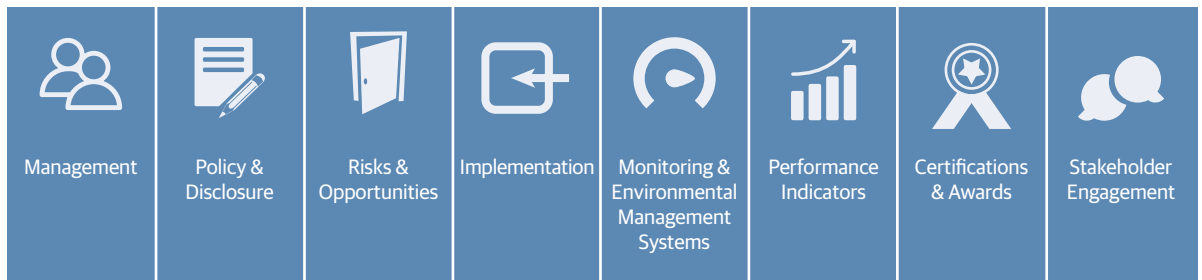 Management
Policy &
Disclosure
Risks &
Opportunities
Implementation
Monitoring &
Environmental
Management
Systems
Performance
Indicators
Certifications
& Awards
Stakeholder
Engagement